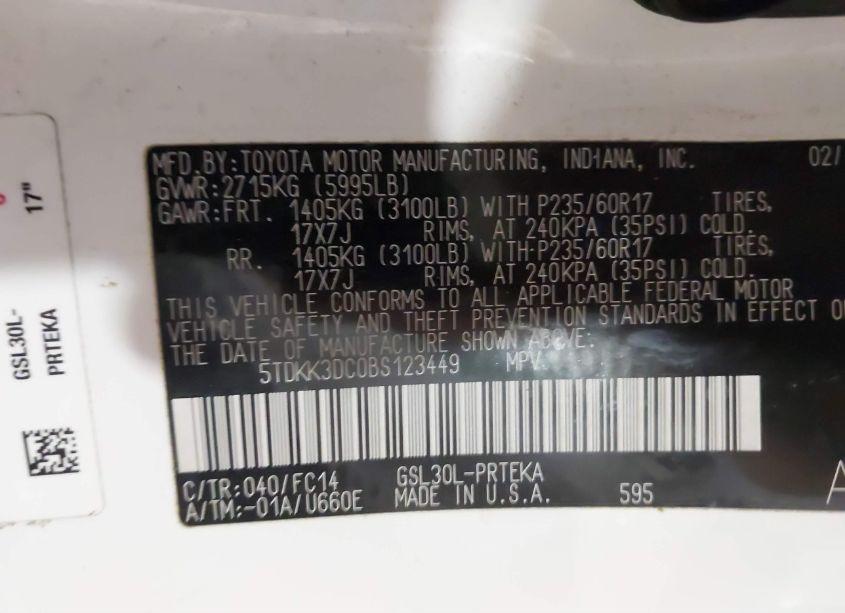 MFD.BY:TOYOTA MOTOR MANUFACTURING, INDIANA, INC. 02/
GVWR:2715KG (5995LB)
GAWR:FRT. 1405KG (3100LB) WITH P235/60R17 TIRES,
17X7J RIMS, AT 240KPA (35PSI) COLD.
RR. 1405KG (3100LB) WITH P235/60R17 TIRES,
17X7J RIMS, AT 240KPA (35PSI) COLD.
THIS VEHICLE CONFORMS TO ALL APPLICABLE FEDERAL MOTOR
VEHICLE SAFETY AND THEFT PREVENTION STANDARDS IN EFFECT
THE DATE OF MANUFACTURE SHOWN ABOVE:
5TDKK3DC0BS123449 MPV
C/TR:040/FC14 GSL30L-PRTEKA
A/TM:-01A/U660E MADE IN U.S.A. 595
17"
GSL30L-
PRTEKA